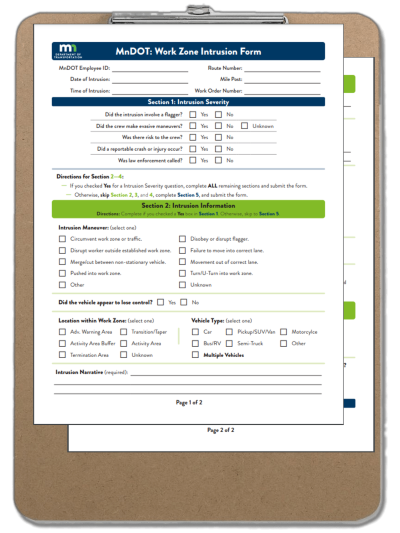 mn
DEPARTMENT OF
TRANSPORTATION
MnDOT: Work Zone Intrusion Form
MnDOT Employee ID: Route Number:
Date of Intrusion: Mile Post:
Time of Intrusion: Work Order Number:
Section 1: Intrusion Severity
Did the intrusion involve a flagger? Yes No
Did the crew make evasive maneuvers? Yes No Unknown
Was there risk to the crew? Yes No
Did a reportable crash or injury occur? Yes No
Was law enforcement called? Yes No
Directions for Section 2–4:
— If you checked Yes for a Intrusion Severity question, complete ALL remaining sections and submit the form.
— Otherwise, skip Section 2, 3, and 4, complete Section 5, and submit the form.
Section 2: Intrusion Information
Directions: Complete if you checked a Yes box in Section 1. Otherwise, skip to Section 5.
Intrusion Maneuver: (select one)
Circumvent work zone or traffic. Disobey or disrupt flagger.
Disrupt worker outside established work zone. Failure to move into correct lane.
Merge/cut between non-stationary vehicle. Movement out of correct lane.
Pushed into work zone. Turn/U-Turn into work zone.
Other Unknown
Did the vehicle appear to lose control? Yes No
Location within Work Zone: (select one) Vehicle Type: (select one)
Adv. Warning Area Transition/Taper Car Pickup/SUV/Van Motorcylce
Activity Area Buffer Activity Area Bus/RV Semi-Truck Other
Termination Area Unknown Multiple Vehicles
Intrusion Narrative (required):
Page 1 of 2
Page 2 of 2